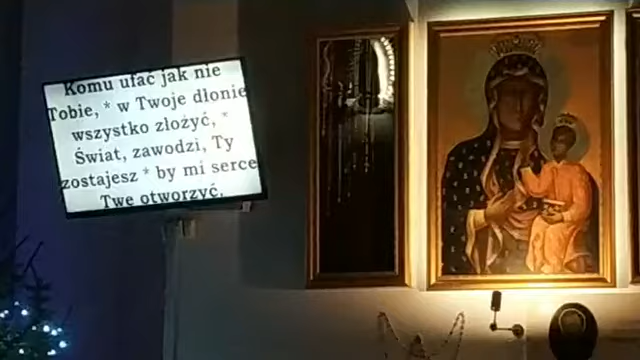 Komu ufać jak nie
Tobie, * w Twoje dłonie
wszystko złożyć, *
Świat, zawodzi, Ty
zostajesz * by mi serce
Twe otworzyć.